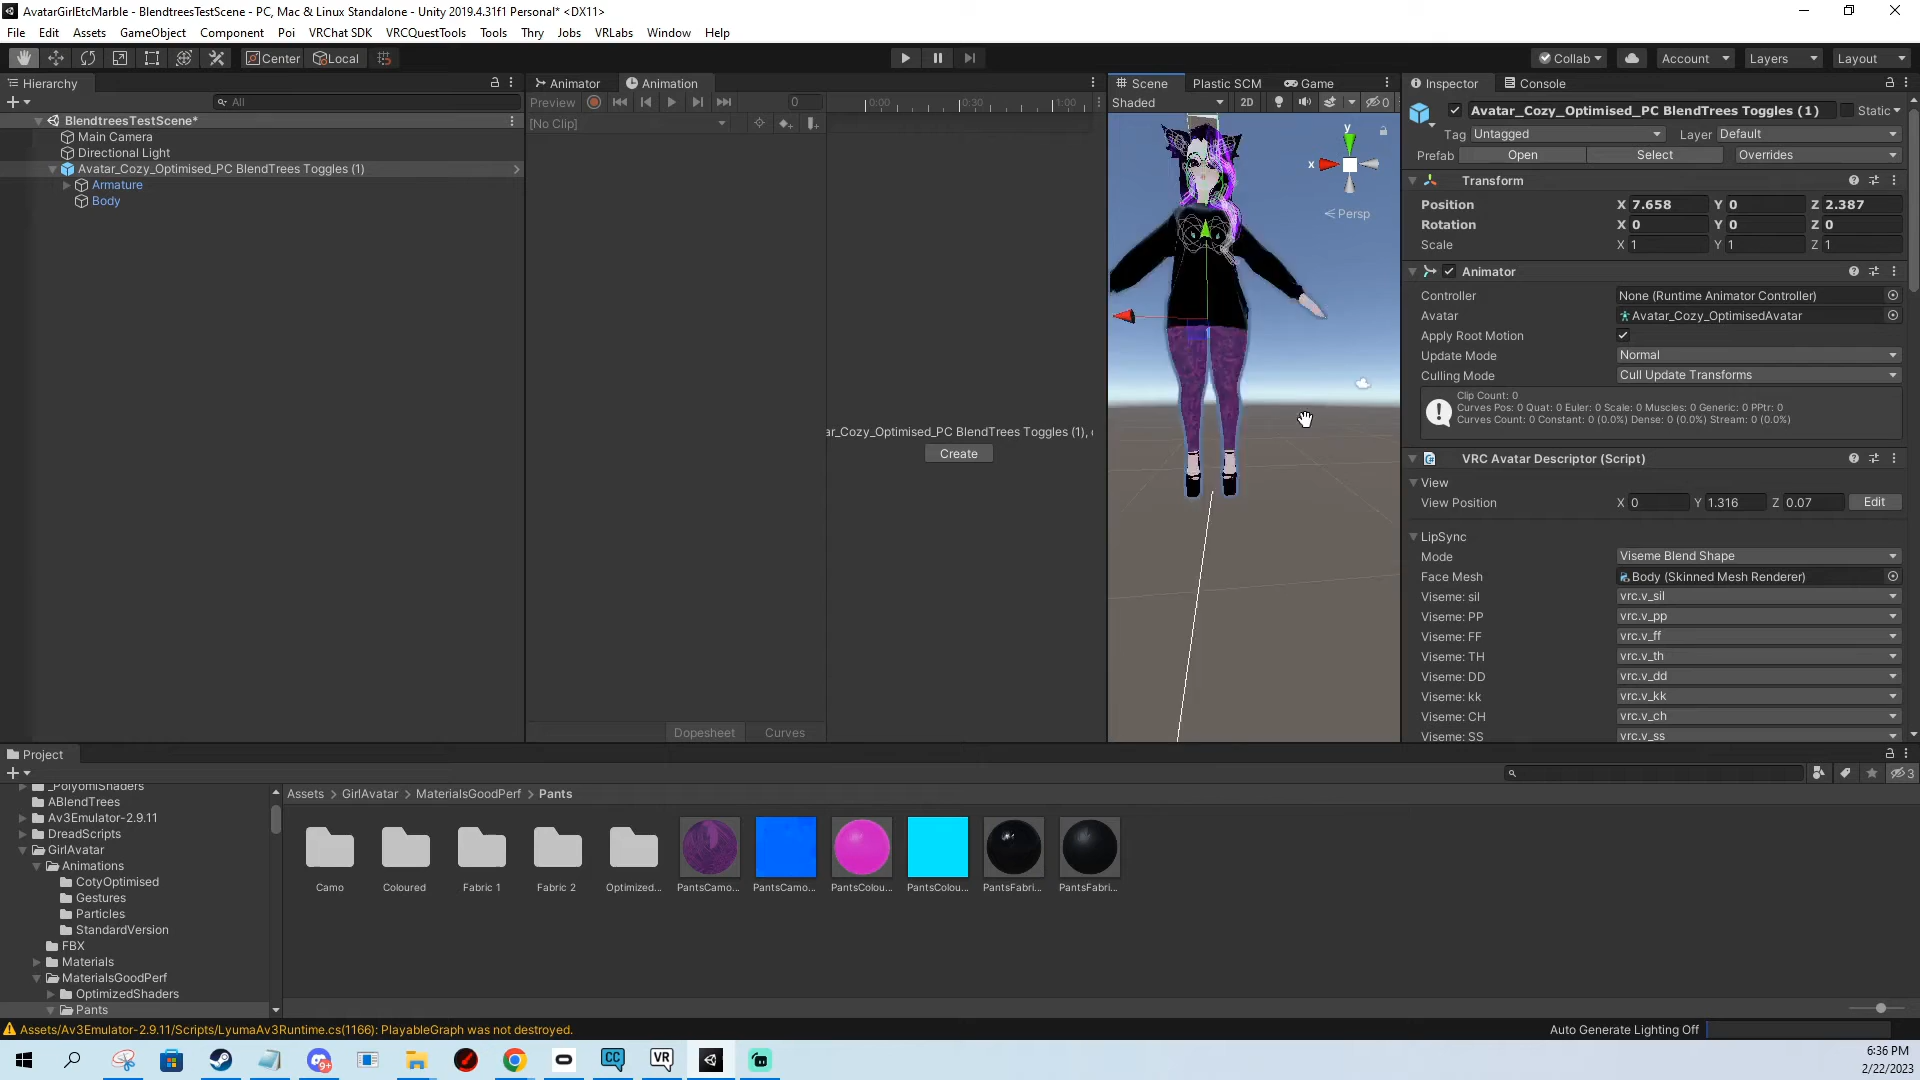 AvatarGirlEtcMarble - BlendtreesTestScene - PC, Mac & Linux Standalone - Unity 2019.4.31f1 Personal* <DX11>
File Edit Assets GameObject Component Poi VRChat SDK VRCQuestTools Tools Thry Jobs VRLabs Window Help
Center Local Collab Account Layers Layout
Hierarchy
All
BlendtreesTestScene*
Main Camera
Directional Light
Avatar_Cozy_Optimised_PC BlendTrees Toggles (1)
Armature
Body
Animator Animation
Preview 0 0:00 0:30 1:00
[No Clip]
ar_Cozy_Optimised_PC BlendTrees Toggles (1),
Create
Dopesheet Curves
Scene Plastic SCM Game
Shaded 2D 0
y
x
Persp
Inspector Console
Avatar_Cozy_Optimised_PC BlendTrees Toggles (1) Static
Tag Untagged Layer Default
Prefab Open Select Overrides
Transform
Position X 7.658 Y 0 Z 2.387
Rotation X 0 Y 0 Z 0
Scale X 1 Y 1 Z 1
Animator
Controller None (Runtime Animator Controller)
Avatar Avatar_Cozy_OptimisedAvatar
Apply Root Motion
Update Mode Normal
Culling Mode Cull Update Transforms
Clip Count: 0
Curves Pos: 0 Quat: 0 Euler: 0 Scale: 0 Muscles: 0 Generic: 0 PPtr: 0
Curves Count: 0 Constant: 0 (0.0%) Dense: 0 (0.0%) Stream: 0 (0.0%)
VRC Avatar Descriptor (Script)
View
View Position X 0 Y 1.316 Z 0.07 Edit
LipSync
Mode Viseme Blend Shape
Face Mesh Body (Skinned Mesh Renderer)
Viseme: sil vrc.v_sil
Viseme: PP vrc.v_pp
Viseme: FF vrc.v_ff
Viseme: TH vrc.v_th
Viseme: DD vrc.v_dd
Viseme: kk vrc.v_kk
Viseme: CH vrc.v_ch
Viseme: SS vrc.v_ss
Project
3
_PolyomiShaders
ABlendTrees
Av3Emulator-2.9.11
DreadScripts
GirlAvatar
Animations
CotyOptimised
Gestures
Particles
StandardVersion
FBX
Materials
MaterialsGoodPerf
OptimizedShaders
Pants
Assets > GirlAvatar > MaterialsGoodPerf > Pants
Camo Coloured Fabric 1 Fabric 2 Optimized... PantsCamo... PantsCamo... PantsColou... PantsColou... PantsFabri... PantsFabri...
Assets/Av3Emulator-2.9.11/Scripts/LyumaAv3Runtime.cs(1166): PlayableGraph was not destroyed.
Auto Generate Lighting Off
CC VR
6:36 PM
2/22/2023